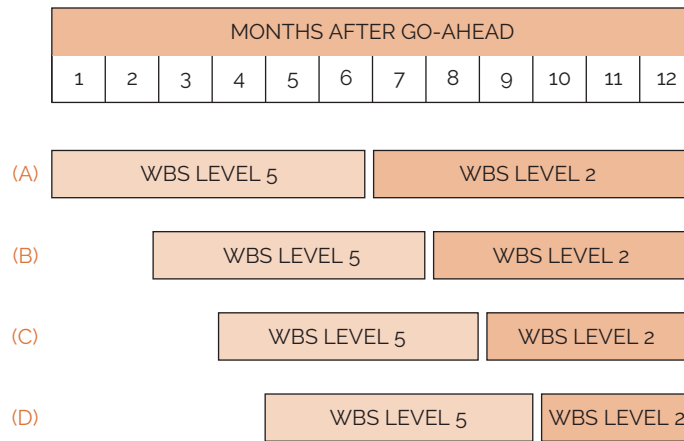 MONTHS AFTER GO-AHEAD
1 2 3 4 5 6 7 8 9 10 11 12
(A) WBS LEVEL 5 WBS LEVEL 2
(B) WBS LEVEL 5 WBS LEVEL 2
(C) WBS LEVEL 5 WBS LEVEL 2
(D) WBS LEVEL 5 WBS LEVEL 2